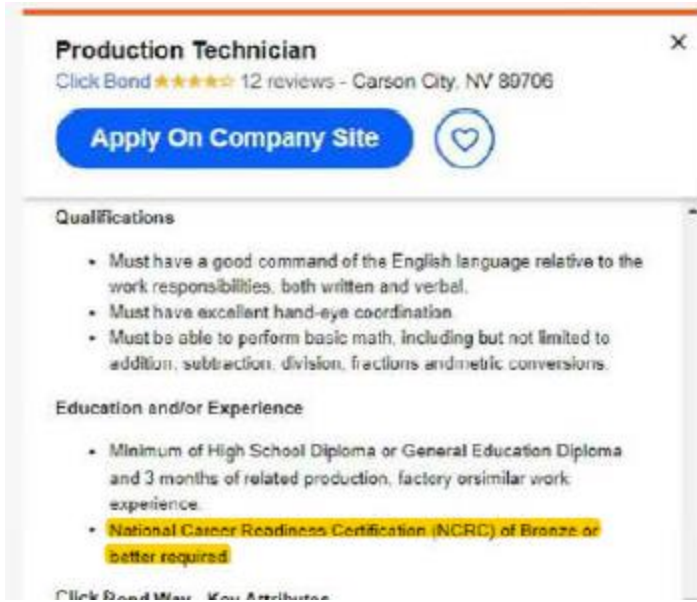 Production Technician
Click Bond 12 reviews - Carson City, NV 89706
Apply On Company Site
Qualifications
• Must have a good command of the English language relative to the
work responsibilities, both written and verbal.
• Must have excellent hand-eye coordination
• Must be able to perform basic math, including but not limited to
addition, subtraction, division, fractions andmetric conversions.
Education and/or Experience
• Minimum of High School Diploma or General Education Diploma
and 3 months of related production, factory orsimilar work
experience.
• National Career Readiness Certification (NCRC) of Bronze or
better required
Click Bond Way - Key Attributes